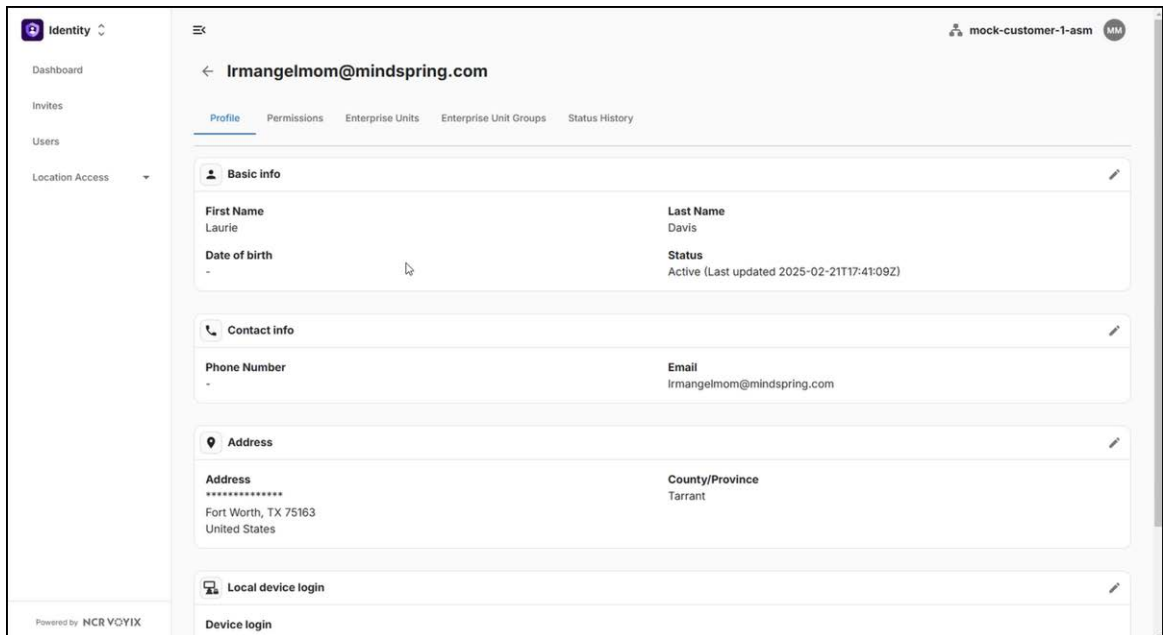 Identity
mock-customer-1-asm MM
Dashboard
Invites
Users
Location Access
lrmangelmom@mindspring.com
Profile Permissions Enterprise Units Enterprise Unit Groups Status History
Basic info
First Name Last Name
Laurie Davis
Date of birth Status
- Active (Last updated 2025-02-21T17:41:09Z)
Contact info
Phone Number Email
- lrmangelmom@mindspring.com
Address
Address County/Province
************** Tarrant
Fort Worth, TX 75163
United States
Local device login
Device login
Powered by NCR VOYIX